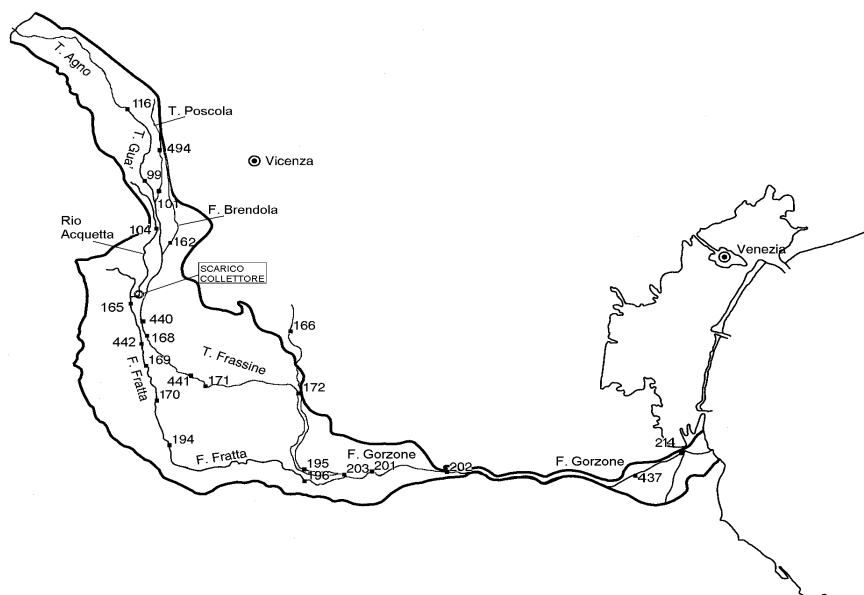 T. Agno
116
T. Poscola
T. Gua'
494
Vicenza
99
101
F. Brendola
Rio
Acquetta
104
162
Venezia
SCARICO
COLLETTORE
165
440
166
442
168
169
T. Frassine
F. Fratta
441
171
172
170
194
214
F. Fratta
195
F. Gorzone
196
203
201
202
F. Gorzone
437